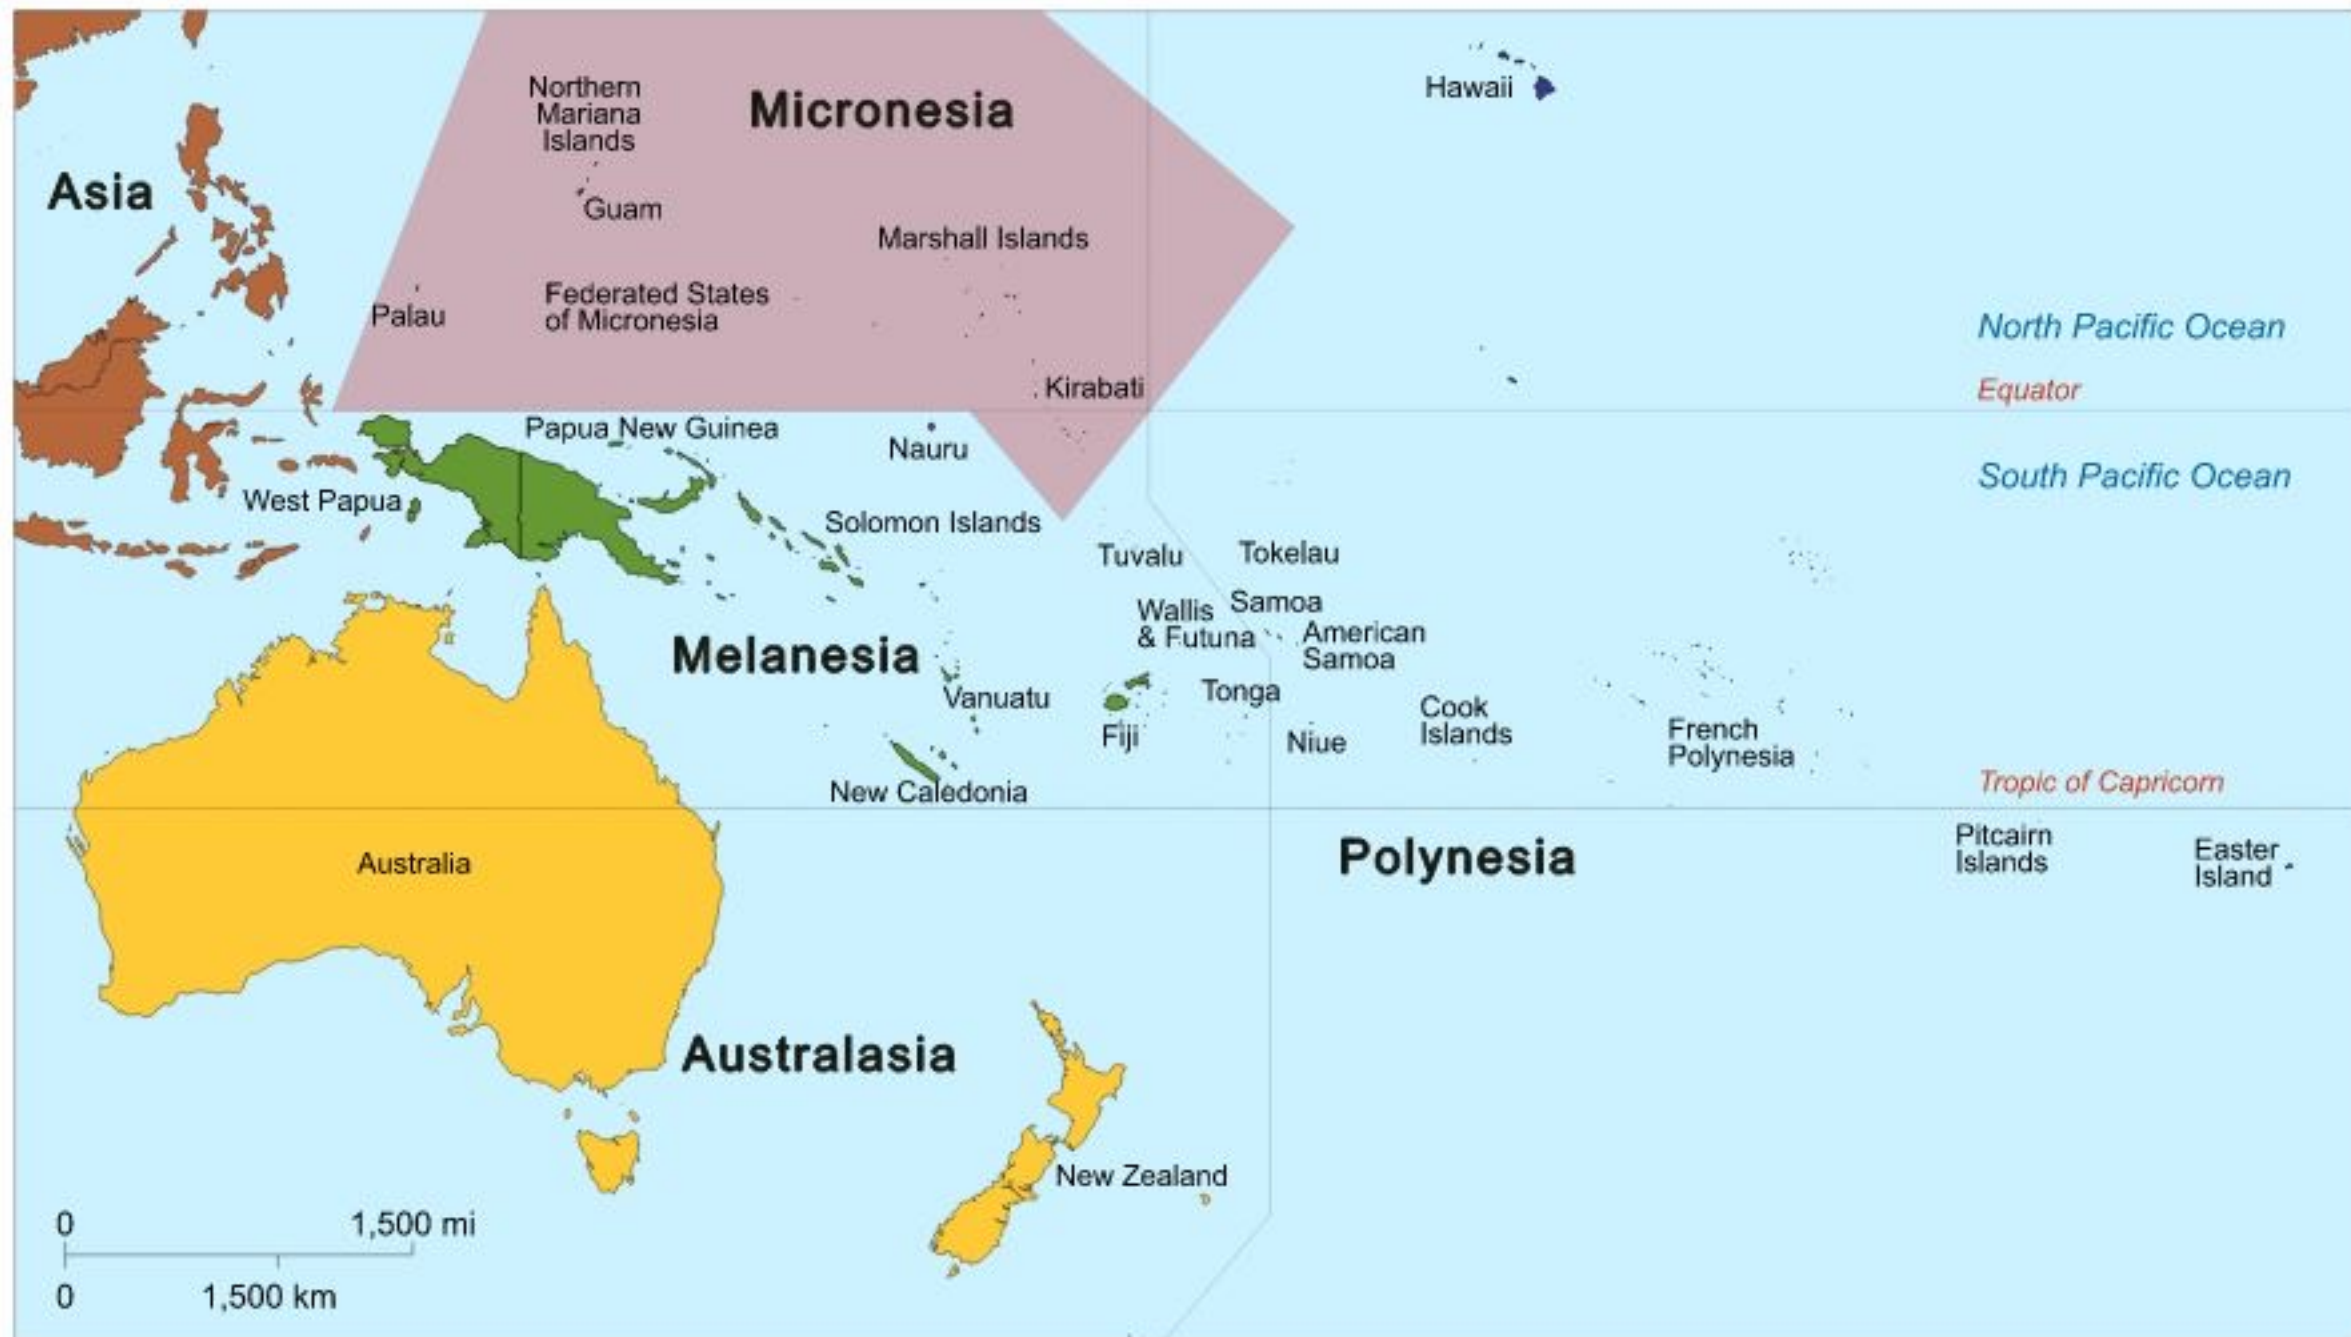 Hawaii
Northern
Mariana
Islands
Micronesia
Asia
Guam
Marshall Islands
Palau
Federated States
of Micronesia
North Pacific Ocean
Kirabati
Equator
Papua New Guinea
Nauru
South Pacific Ocean
West Papua
Solomon Islands
Tuvalu
Tokelau
Wallis
& Futuna
Samoa
American
Samoa
Melanesia
Vanuatu
Fiji
Tonga
Niue
Cook
Islands
French
Polynesia
New Caledonia
Tropic of Capricorn
Australia
Polynesia
Pitcairn
Islands
Easter
Island
Australasia
New Zealand
0 1,500 mi
0 1,500 km